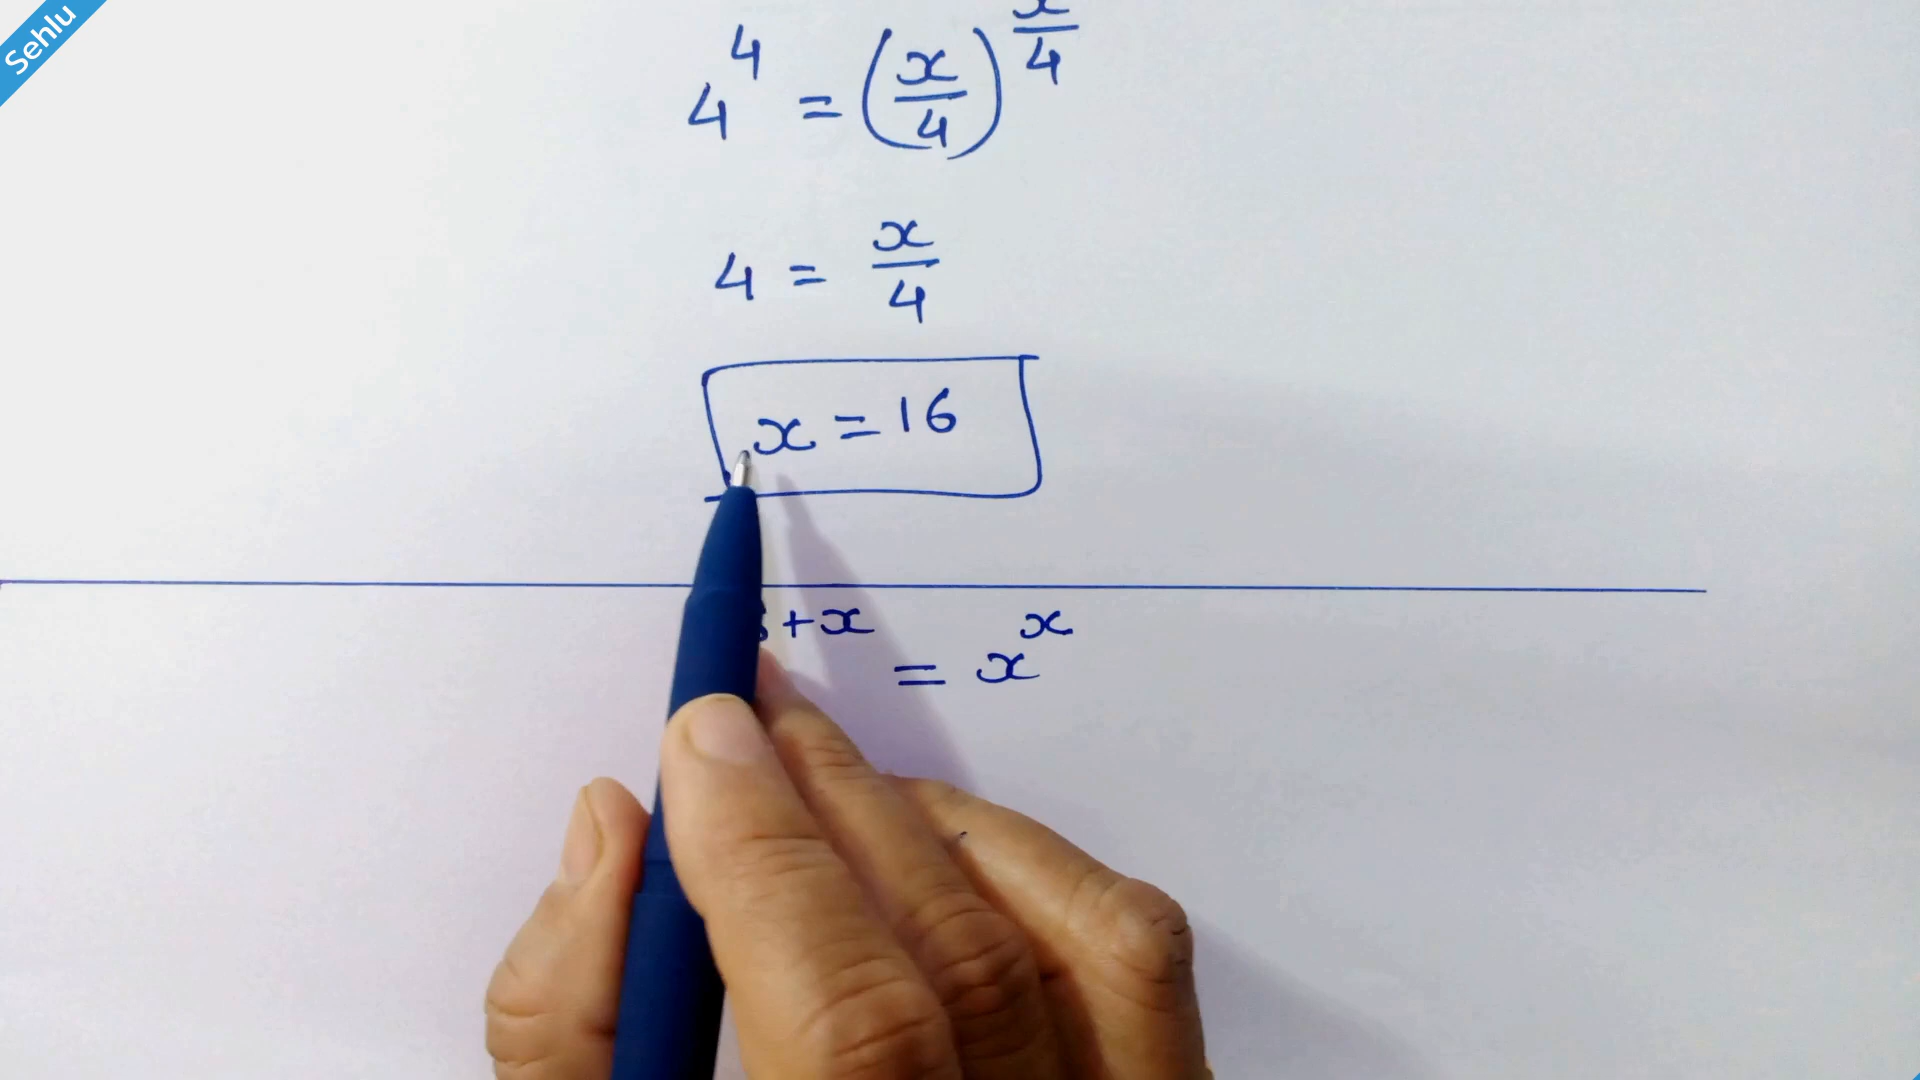 Sehlu
4^4 = (x/4)^(x/4)
4 = x/4
x = 16
+x = x^x